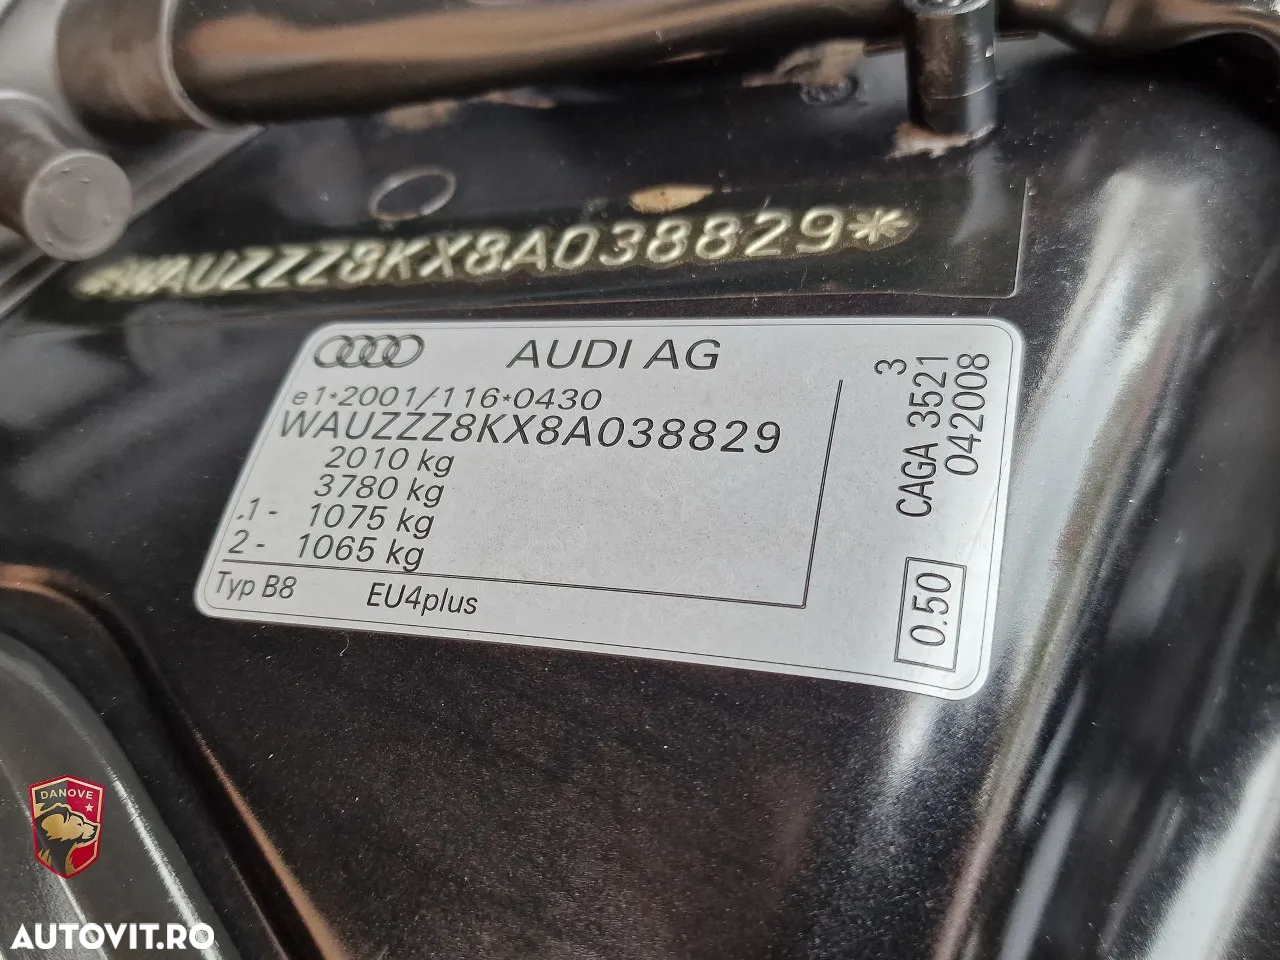 *WAUZZZ8KX8A038829*
AUDI AG
e1*2001/116*0430
WAUZZZ8KX8A038829
2010 kg
3780 kg
.1- 1075 kg
2- 1065 kg
Typ B8 EU4plus
3
CAGA 3521
042008
0.50
DANOVE
AUTOVIT.RO